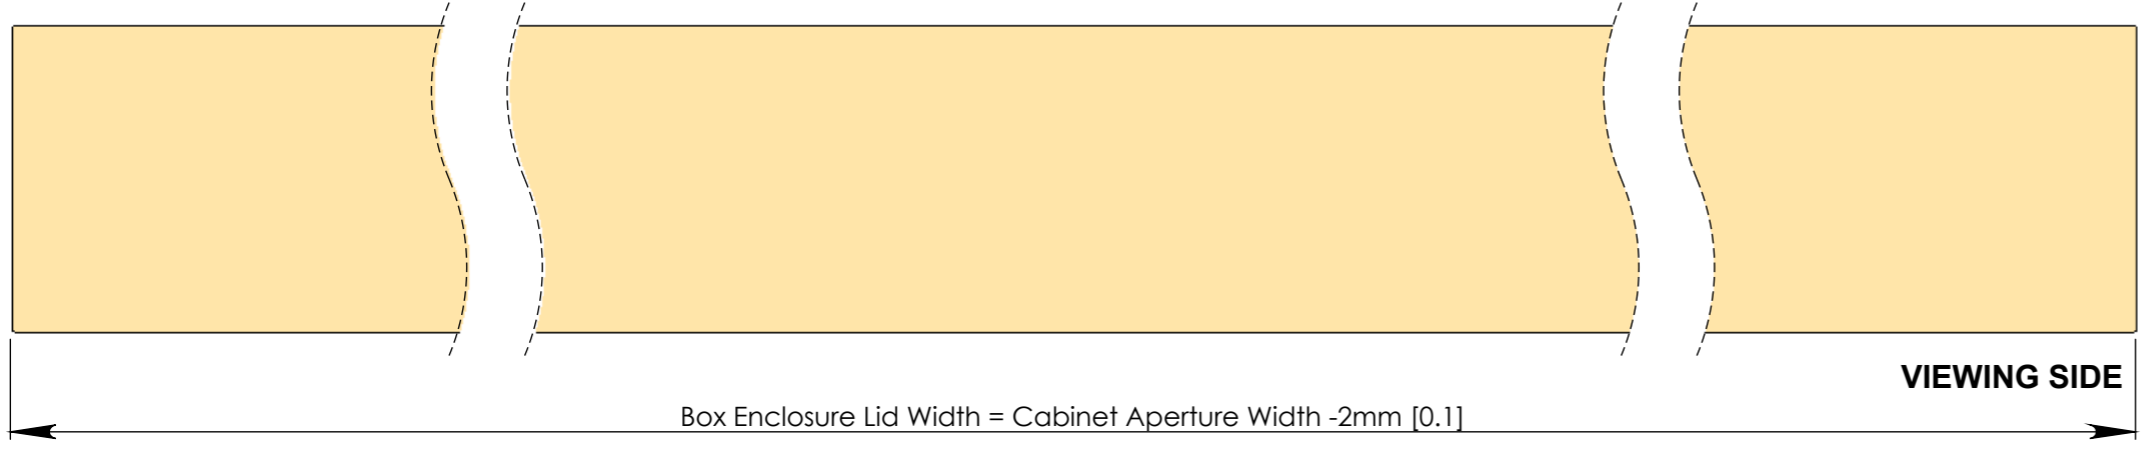 VIEWING SIDE
Box Enclosure Lid Width = Cabinet Aperture Width -2mm [0.1]